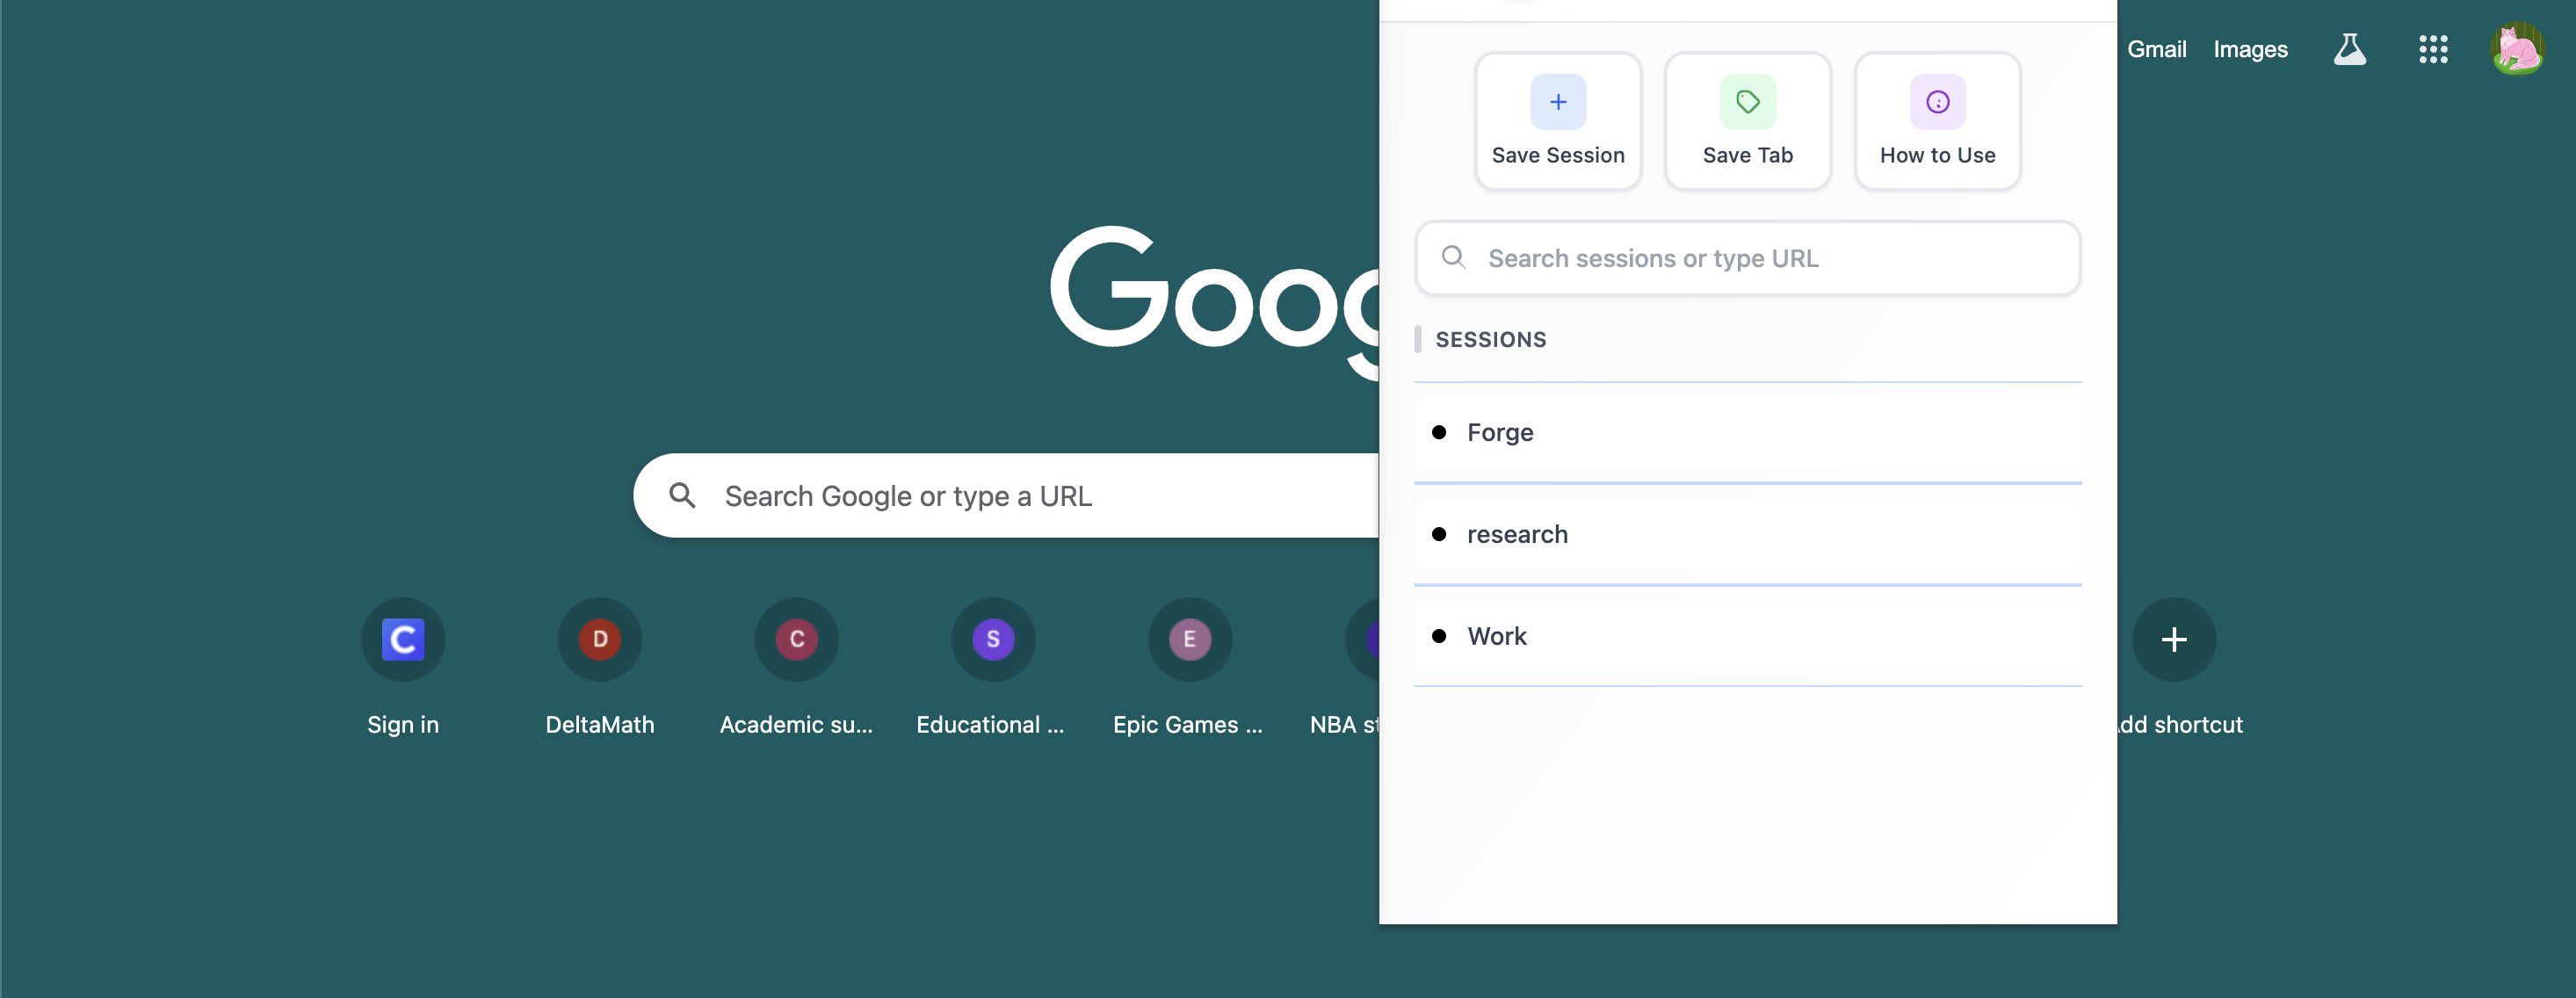 Gmail Images
Save Session
Save Tab
How to Use
Goog
Search Google or type a URL
Search sessions or type URL
SESSIONS
Forge
research
Work
C
Sign in
D
DeltaMath
C
Academic su...
S
Educational ...
E
Epic Games ...
NBA st
dd shortcut